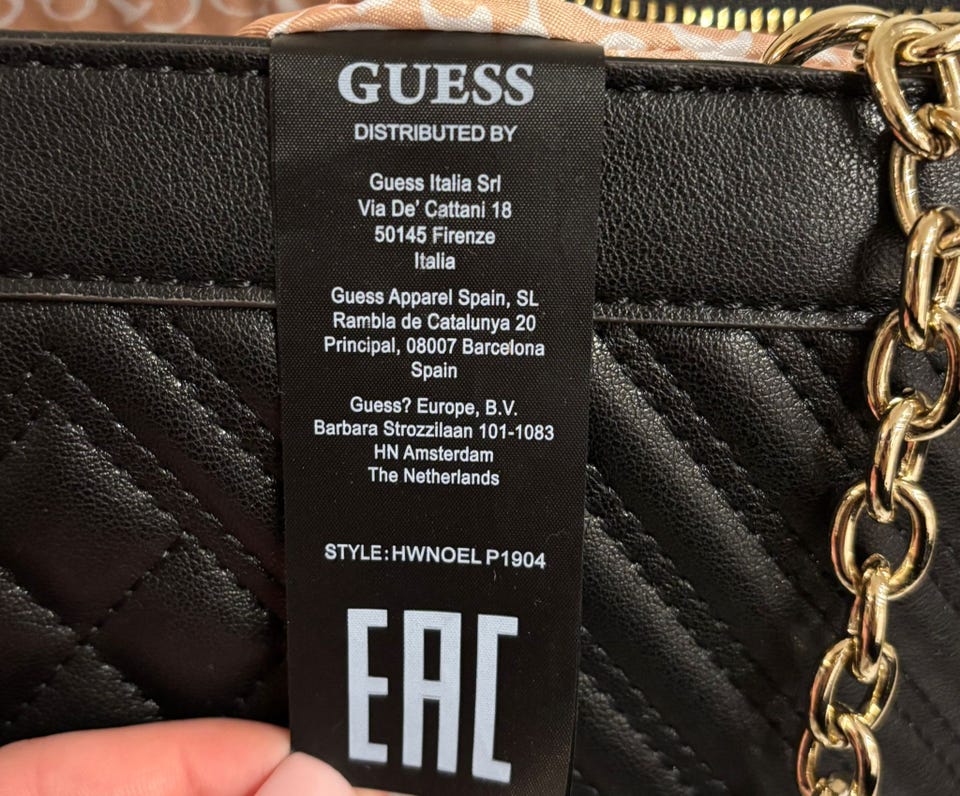 GUESS
DISTRIBUTED BY
Guess Italia Srl
Via De' Cattani 18
50145 Firenze
Italia
Guess Apparel Spain, SL
Rambla de Catalunya 20
Principal, 08007 Barcelona
Spain
Guess? Europe, B.V.
Barbara Strozzilaan 101-1083
HN Amsterdam
The Netherlands
STYLE:HWNOEL P1904
EAC